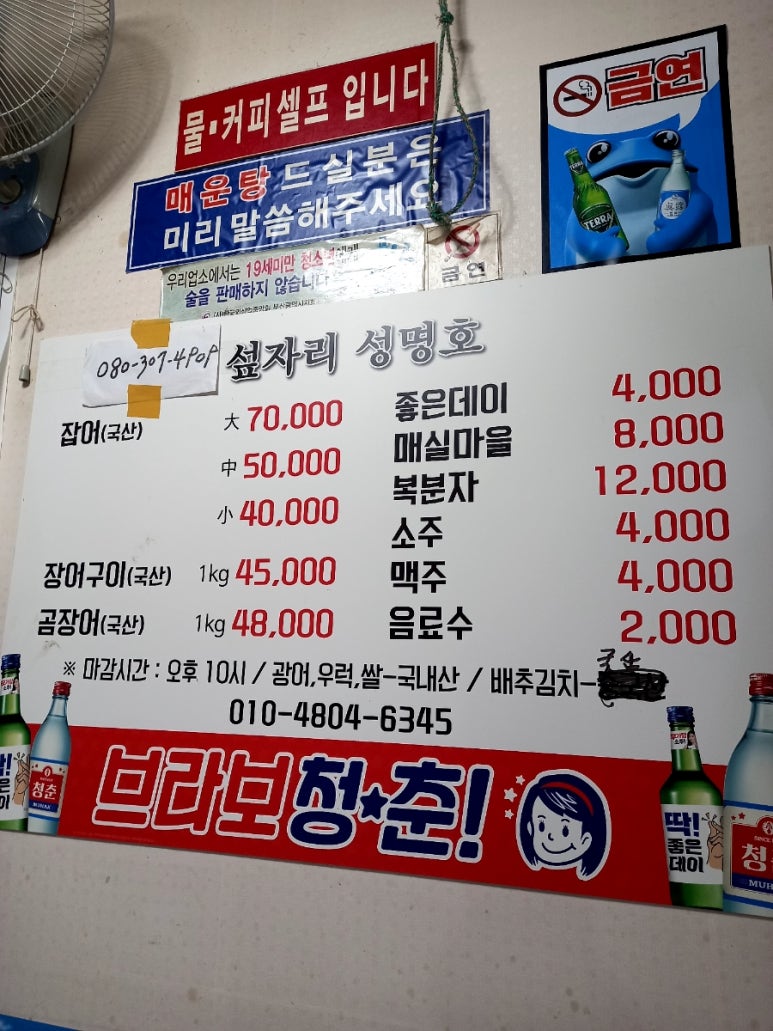 물·커피셀프 입니다
매운탕 드실분은
미리말씀해주세요
금연
TERRA
우리업소에서는 19세미만 청소년에게
술을 판매하지 않습니다
금연
080-307-4909
섶자리 성명호
잡어(국산) 大 70,000
中 50,000
小 40,000
장어구이(국산) 1kg 45,000
곰장어(국산) 1kg 48,000
좋은데이 4,000
매실마을 8,000
복분자 12,000
소주 4,000
맥주 4,000
음료수 2,000
※ 마감시간 : 오후 10시 / 광어,우럭,쌀-국내산 / 배추김치-
010-4804-6345
브라보청춘!
청춘
딱!
좋은
데이
청